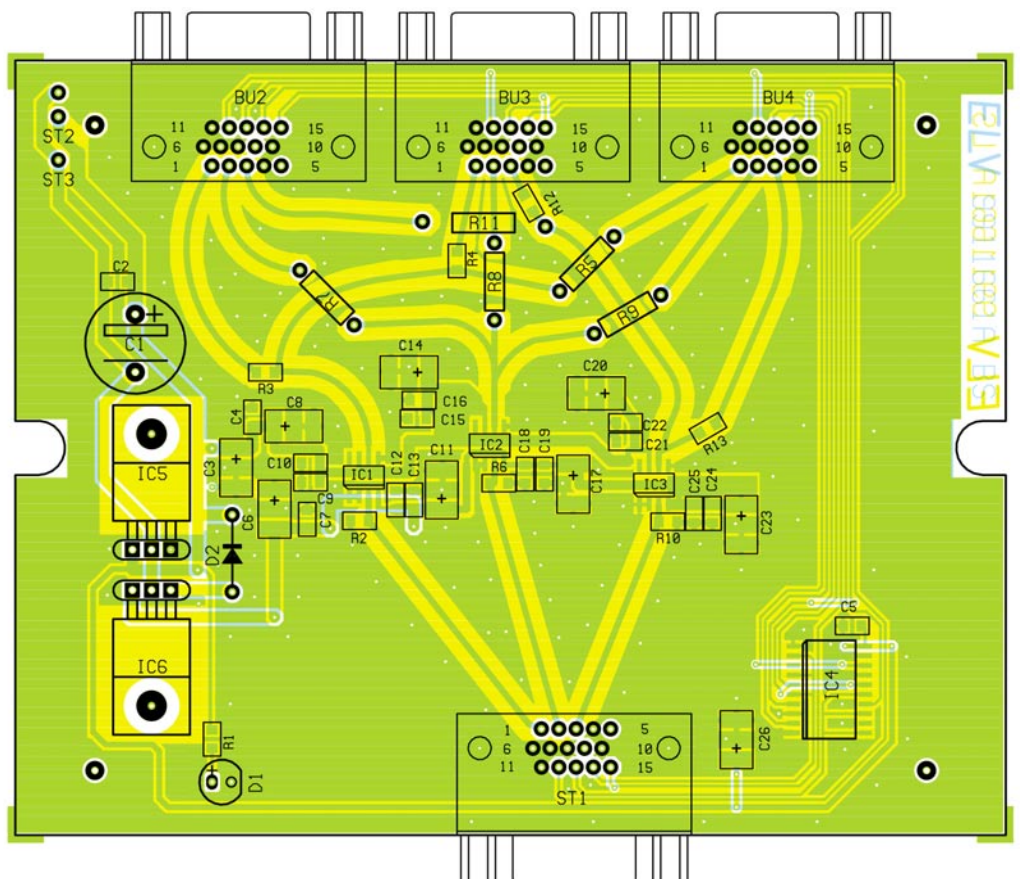 BU2 BU3 BU4
11 15 11 15 11 15
6 10 6 10 6 10
1 5 1 5 1 5
ST2
ST3
R12
R11
R4
R5
C2
R8
R7
R9
+
C1
C14
+
R3
C20
+
C16
C15
C4
C8
+
C22
C21
R13
IC2
C18
C19
IC5
C3
+
C10
IC1
C12
C13
C11
+
R6
C17
+
IC3
C25
C24
C9
C6
+
C7
R2
R10
C23
+
D2
C5
IC6
IC4
R1
C26
+
1 5
6 10
11 15
+
D1
ST1